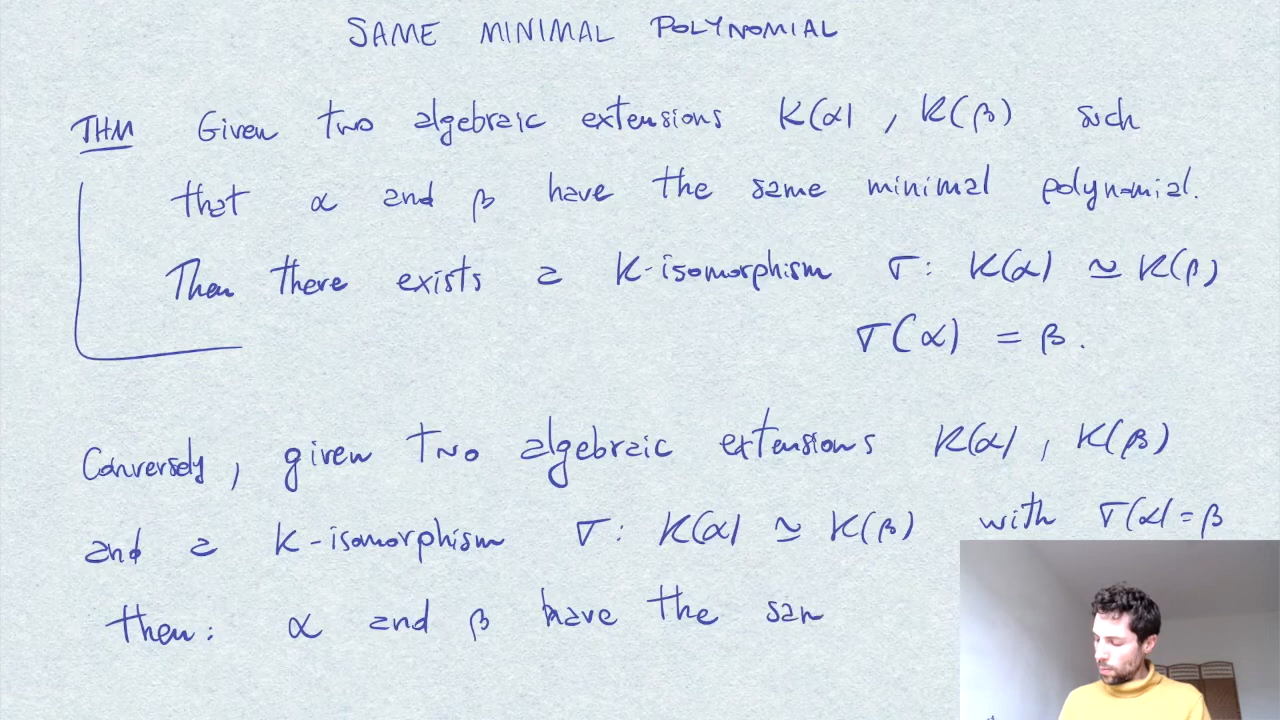 SAME MINIMAL POLYNOMIAL
THM Given two algebraic extensions K(α), K(β) such
that α and β have the same minimal polynomial.
Then there exists a K-isomorphism σ: K(α) ≃ K(β)
σ(α) = β.
Conversely, given two algebraic extensions K(α), K(β)
and a K-isomorphism σ: K(α) ≃ K(β) with σ(α) = β
then: α and β have the sam